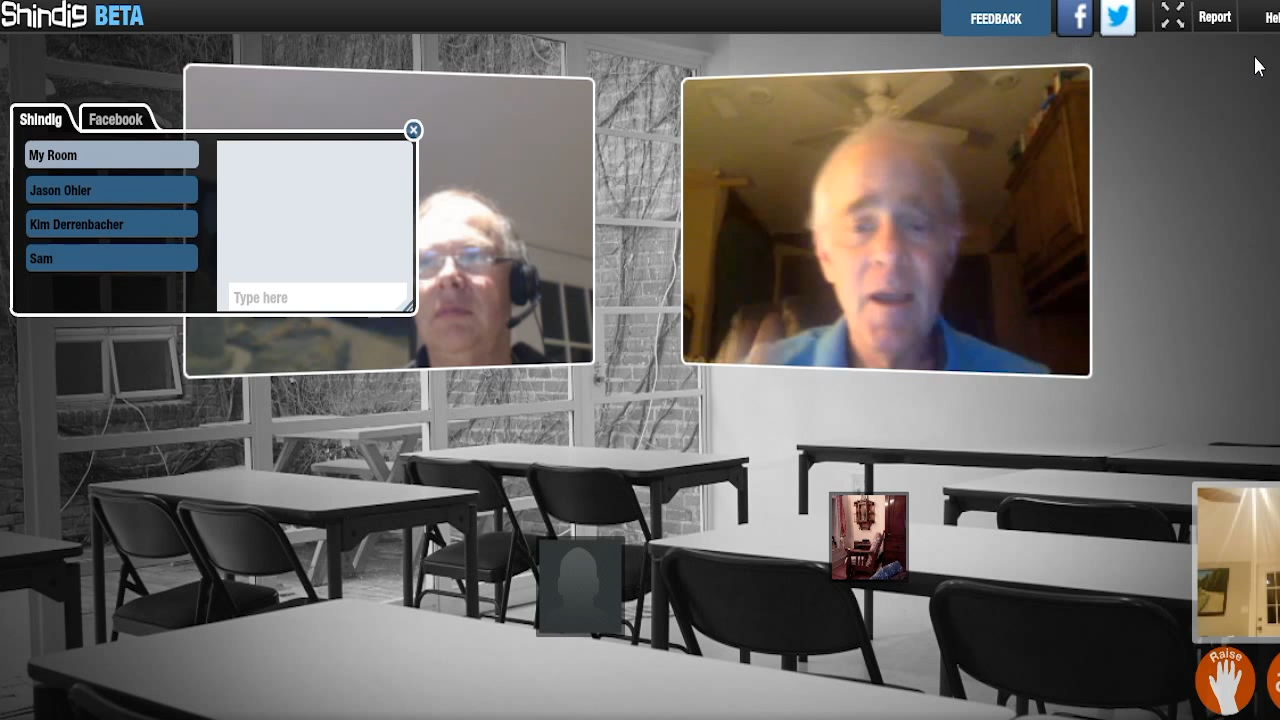 Shindig BETA
FEEDBACK
Report
Shindig
Facebook
My Room
Jason Ohler
Kim Derrenbacher
Sam
Type here
Raise